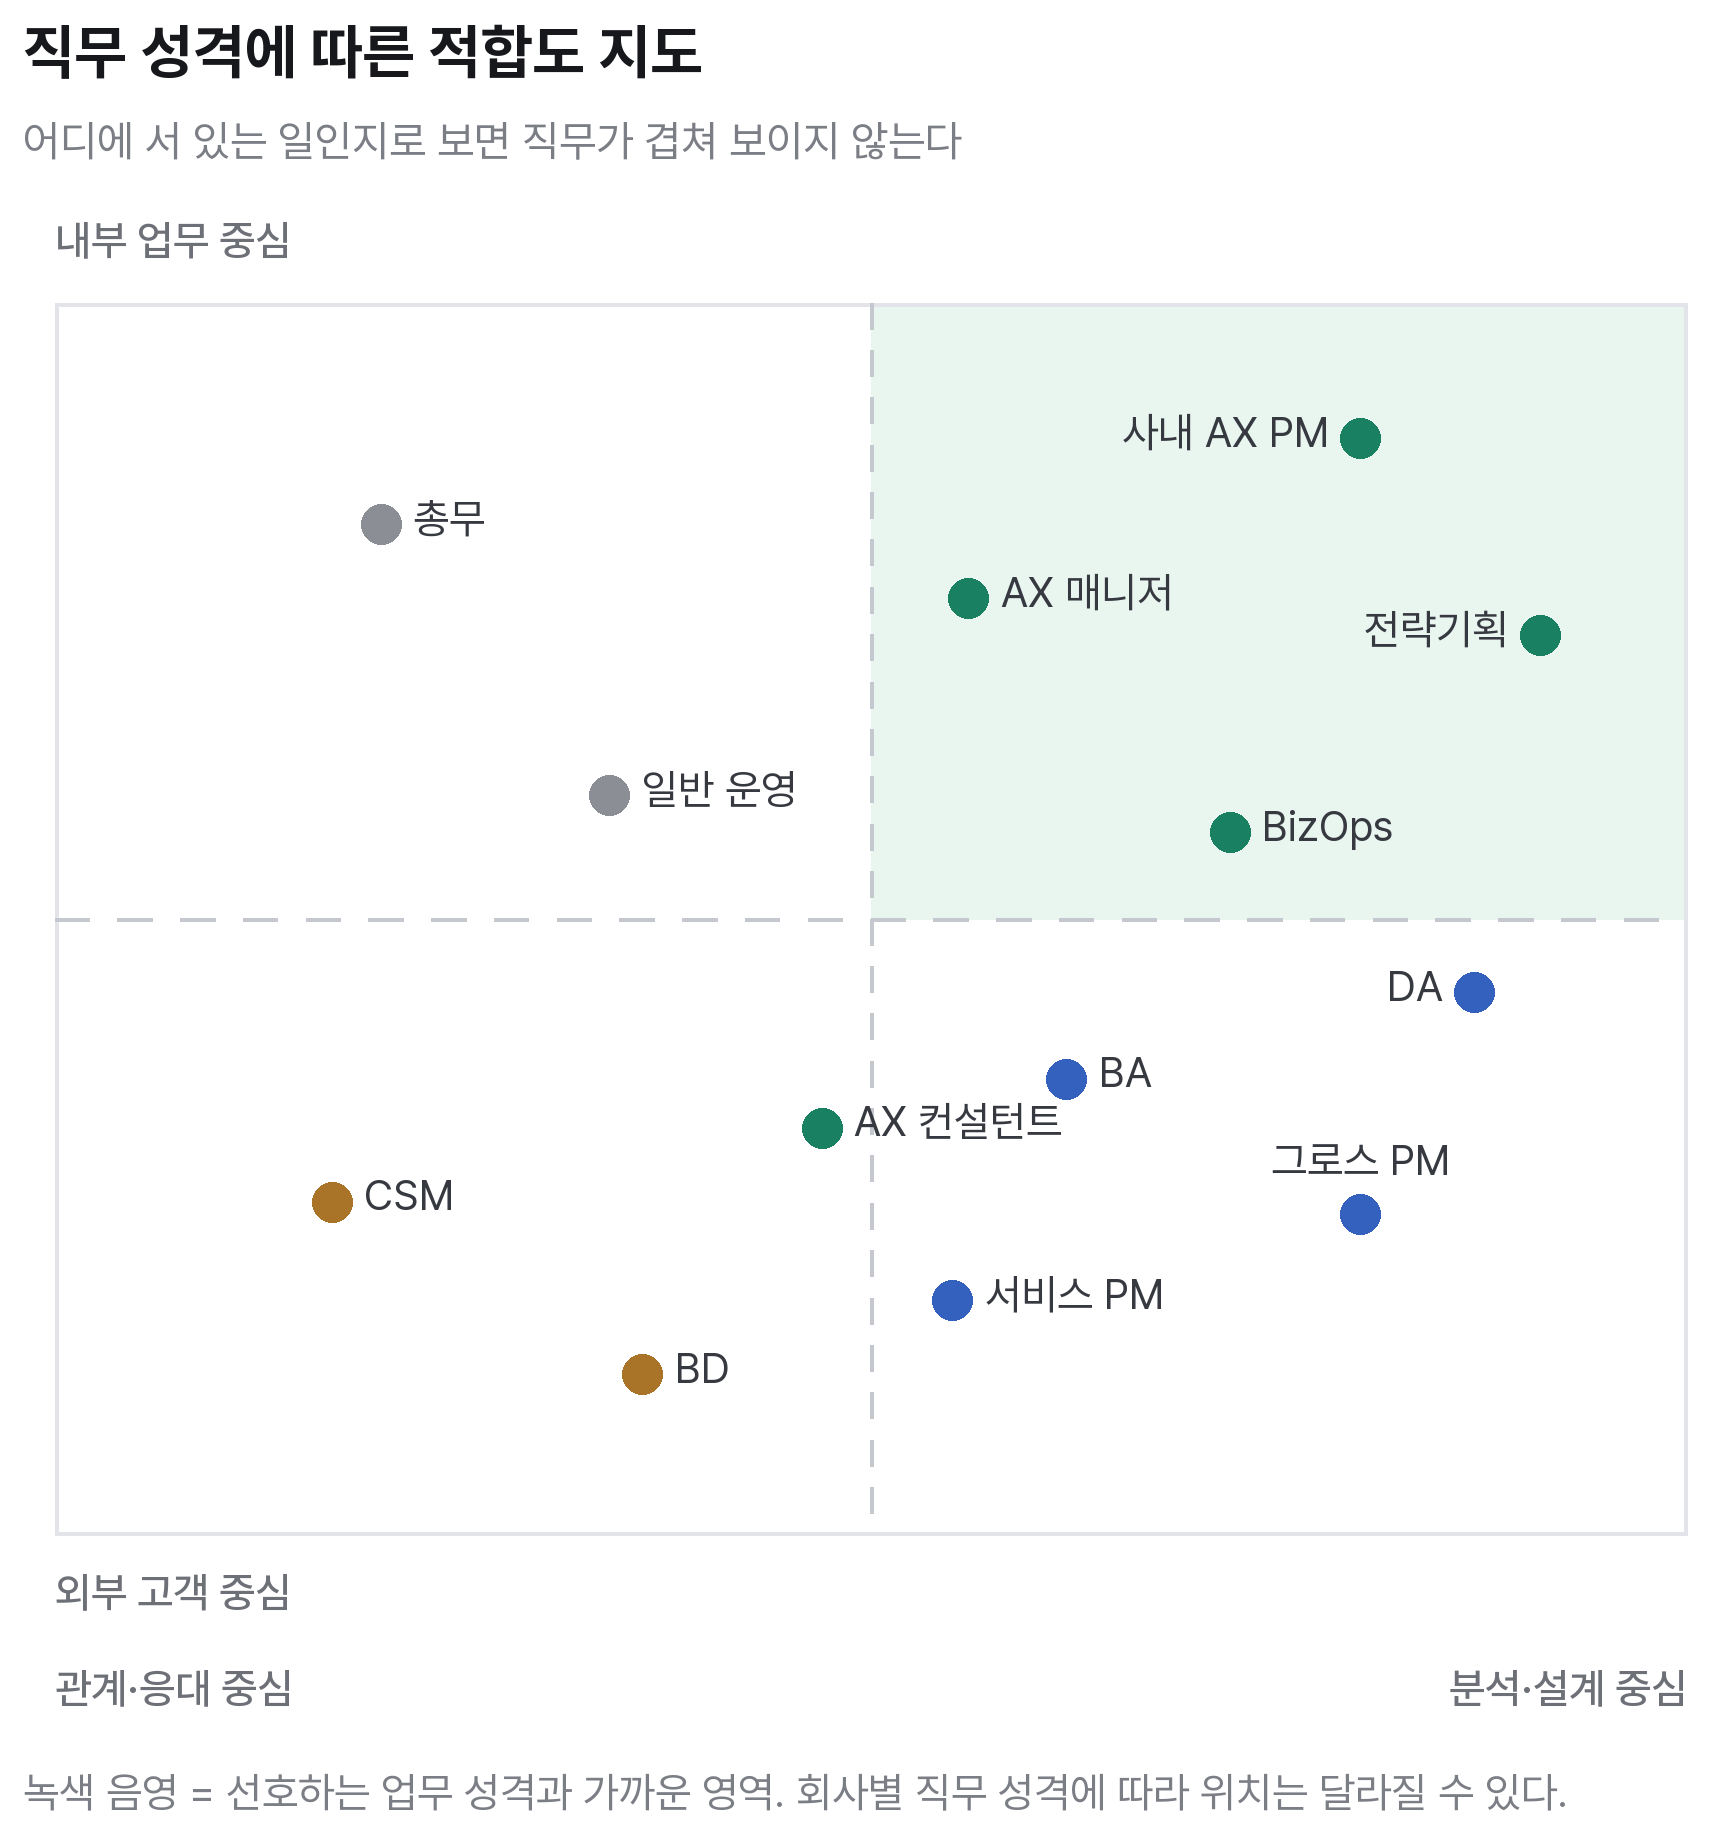 직무 성격에 따른 적합도 지도
어디에 서 있는 일인지로 보면 직무가 겹쳐 보이지 않는다
내부 업무 중심
사내 AX PM
총무
AX 매니저
전략기획
일반 운영
BizOps
DA
BA
AX 컨설턴트
그로스 PM
CSM
서비스 PM
BD
외부 고객 중심
관계·응대 중심
분석·설계 중심
녹색 음영 = 선호하는 업무 성격과 가까운 영역. 회사별 직무 성격에 따라 위치는 달라질 수 있다.